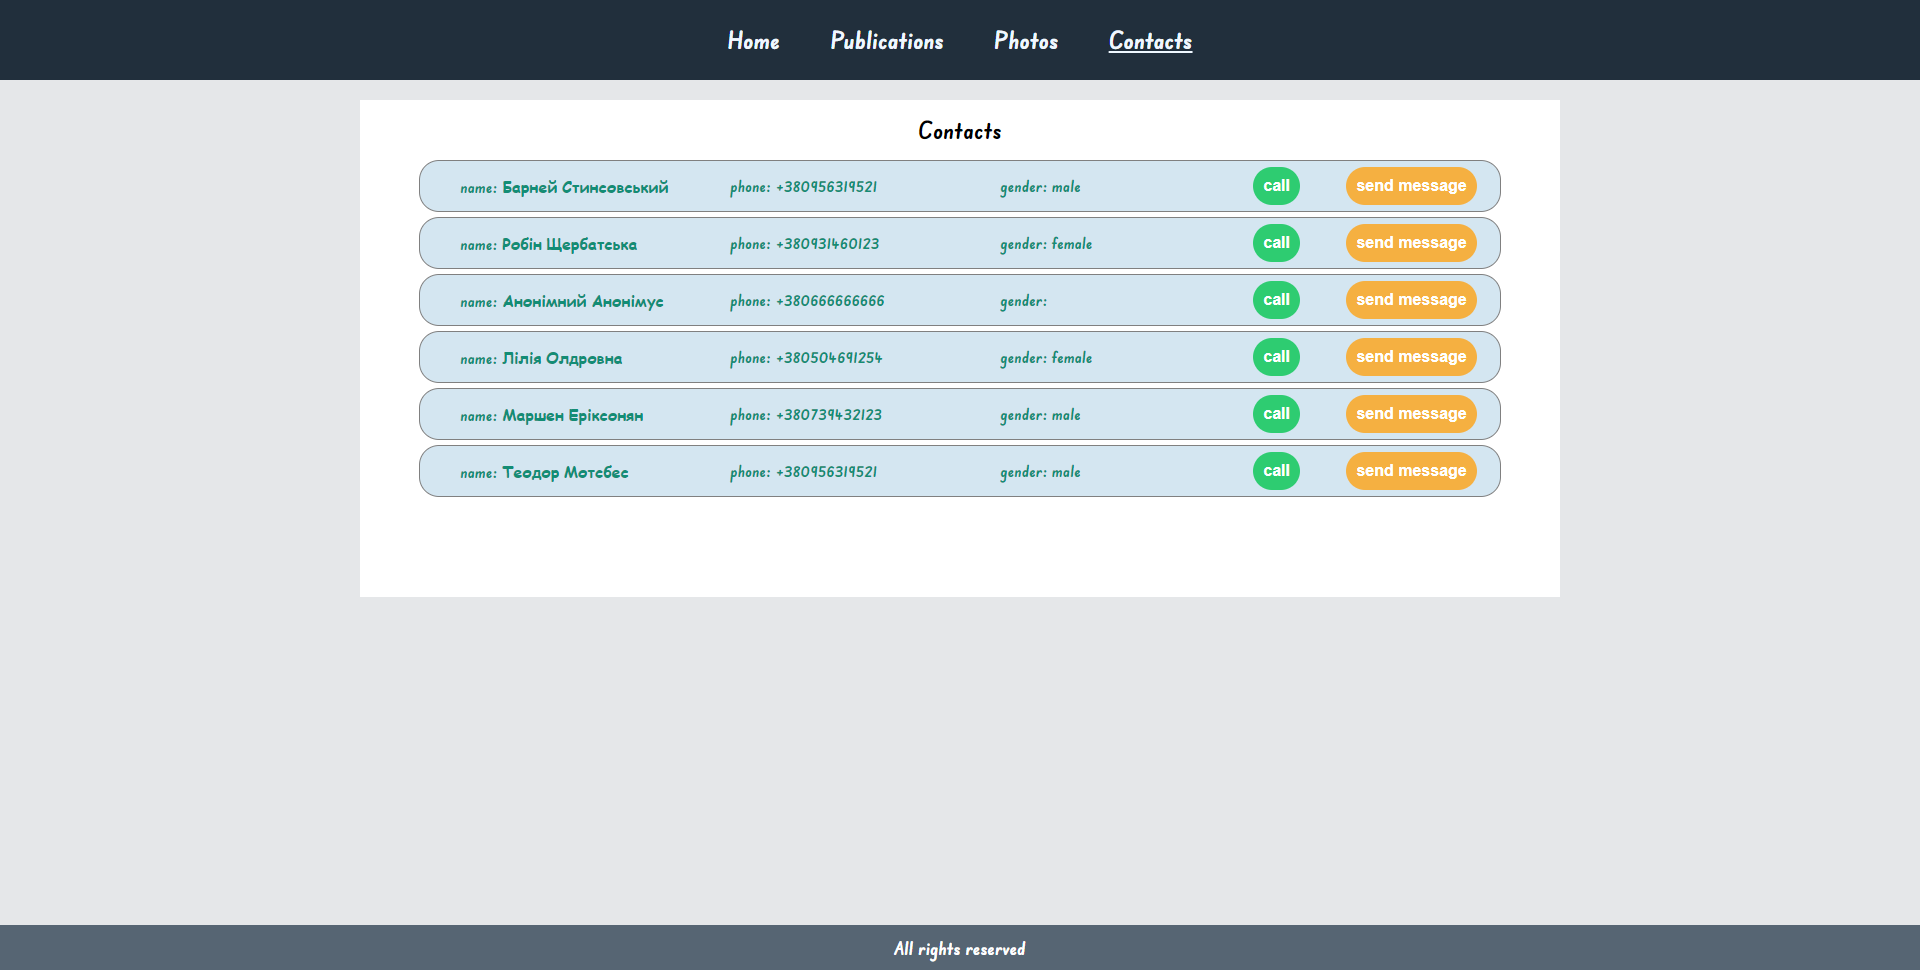 Home Publications Photos Contacts
Contacts
name: Барней Стинсовський phone: +380956319521 gender: male call send message
name: Робін Щербатська phone: +380931460123 gender: female call send message
name: Анонімний Анонімус phone: +380666666666 gender: call send message
name: Лілія Олдровна phone: +380504691254 gender: female call send message
name: Маршен Еріксонян phone: +380739432123 gender: male call send message
name: Теодор Мотсбес phone: +380956319521 gender: male call send message
All rights reserved